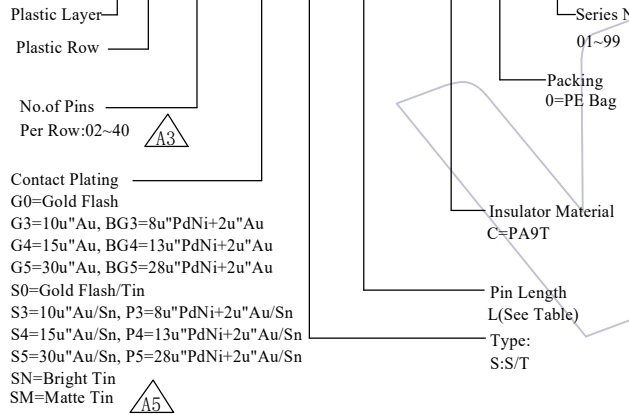 Plastic Layer
Plastic Row
No.of Pins
Per Row:02~40
A3
Contact Plating
G0=Gold Flash
G3=10u"Au, BG3=8u"PdNi+2u"Au
G4=15u"Au, BG4=13u"PdNi+2u"Au
G5=30u"Au, BG5=28u"PdNi+2u"Au
S0=Gold Flash/Tin
S3=10u"Au/Sn, P3=8u"PdNi+2u"Au/Sn
S4=15u"Au/Sn, P4=13u"PdNi+2u"Au/Sn
S5=30u"Au/Sn, P5=28u"PdNi+2u"Au/Sn
SN=Bright Tin
SM=Matte Tin
A5
Series
01~99
Packing
0=PE Bag
Insulator Material
C=PA9T
Pin Length
L(See Table)
Type:
S:S/T